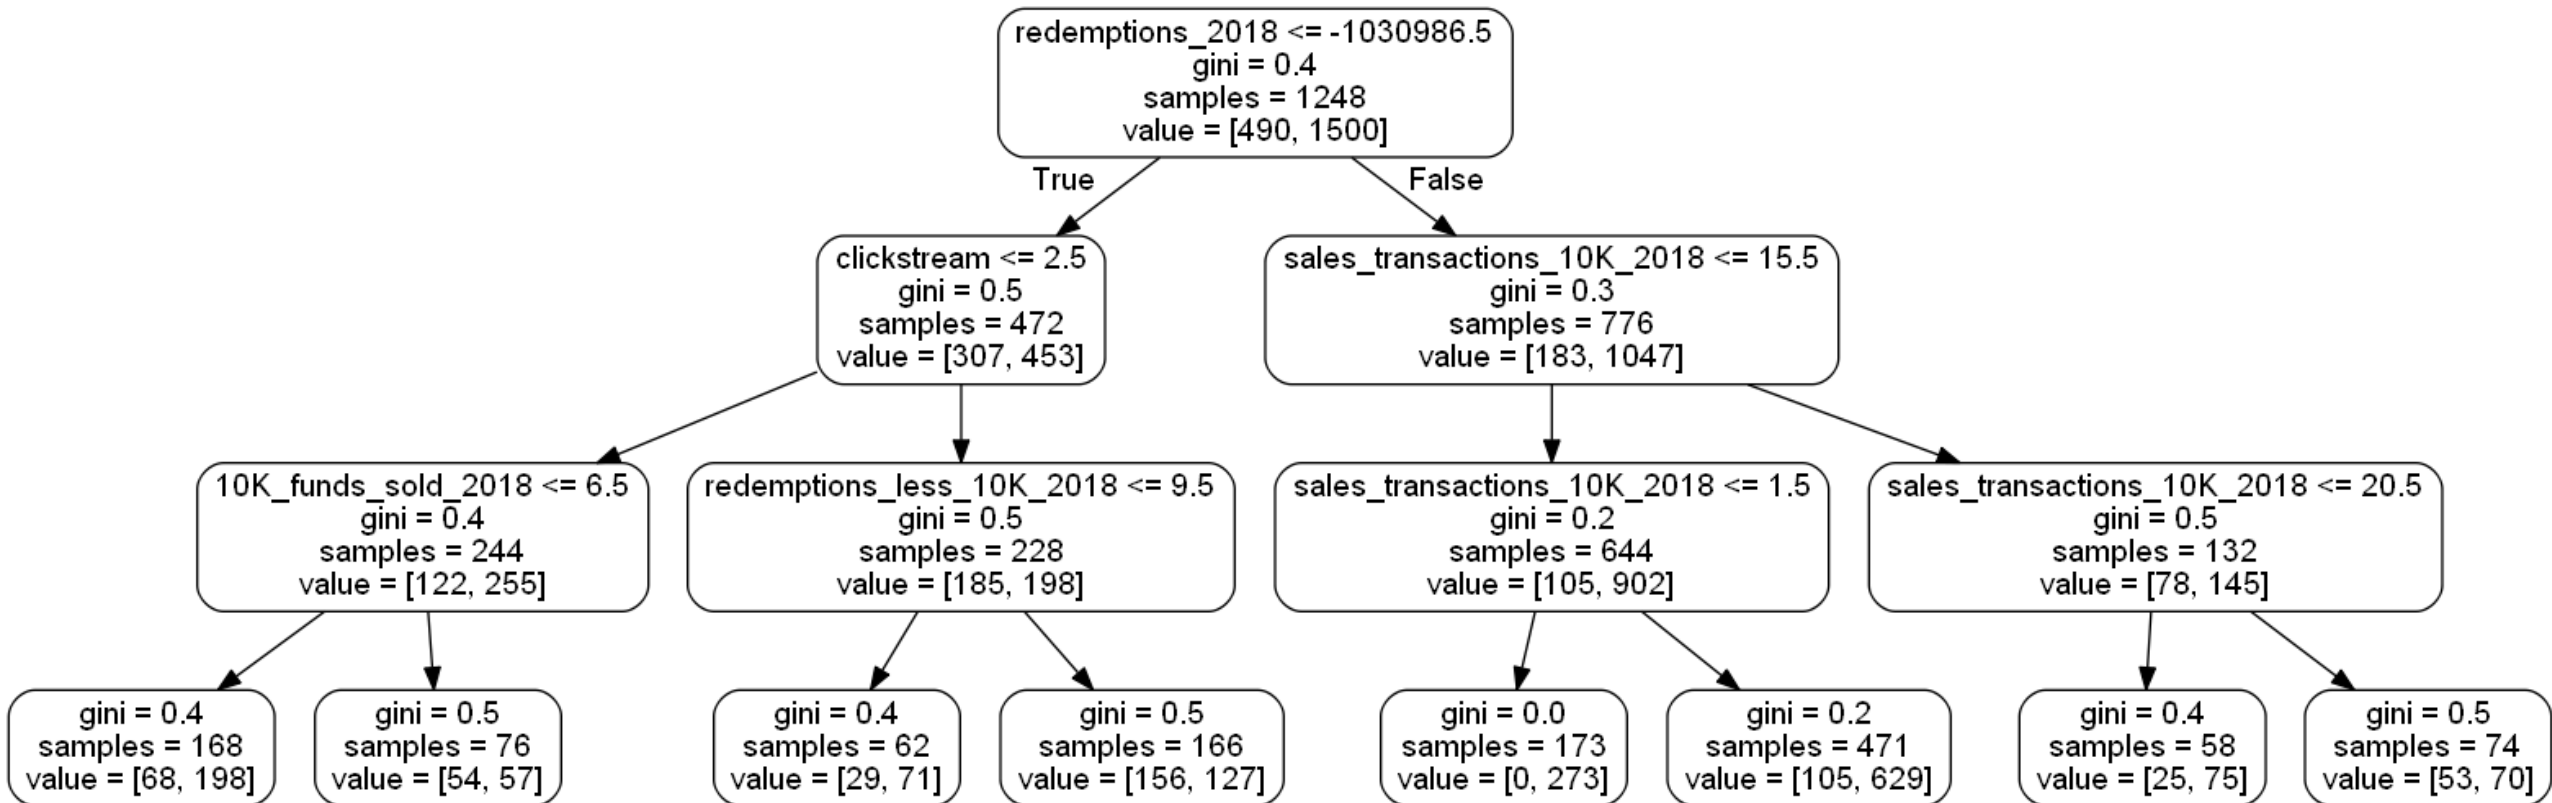 redemptions_2018 <= -1030986.5
gini = 0.4
samples = 1248
value = [490, 1500]
True
False
clickstream <= 2.5
gini = 0.5
samples = 472
value = [307, 453]
sales_transactions_10K_2018 <= 15.5
gini = 0.3
samples = 776
value = [183, 1047]
10K_funds_sold_2018 <= 6.5
gini = 0.4
samples = 244
value = [122, 255]
redemptions_less_10K_2018 <= 9.5
gini = 0.5
samples = 228
value = [185, 198]
sales_transactions_10K_2018 <= 1.5
gini = 0.2
samples = 644
value = [105, 902]
sales_transactions_10K_2018 <= 20.5
gini = 0.5
samples = 132
value = [78, 145]
gini = 0.4
samples = 168
value = [68, 198]
gini = 0.5
samples = 76
value = [54, 57]
gini = 0.4
samples = 62
value = [29, 71]
gini = 0.5
samples = 166
value = [156, 127]
gini = 0.0
samples = 173
value = [0, 273]
gini = 0.2
samples = 471
value = [105, 629]
gini = 0.4
samples = 58
value = [25, 75]
gini = 0.5
samples = 74
value = [53, 70]